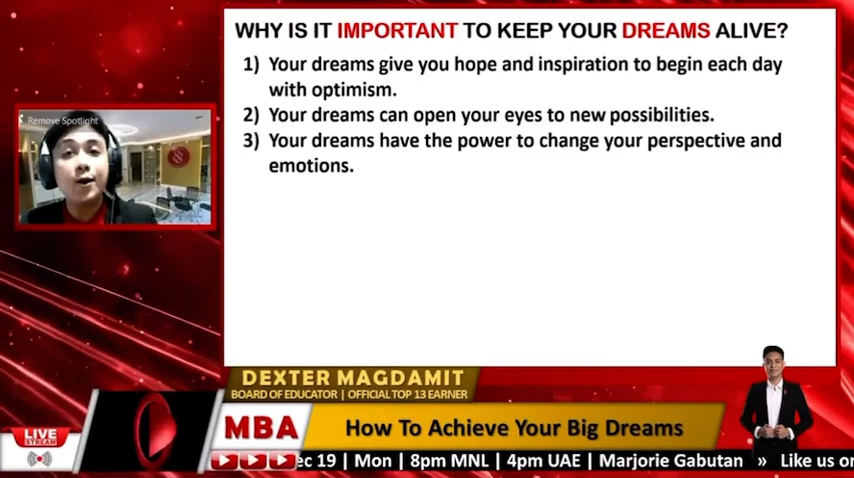 WHY IS IT IMPORTANT TO KEEP YOUR DREAMS ALIVE?
1) Your dreams give you hope and inspiration to begin each day
with optimism.
2) Your dreams can open your eyes to new possibilities.
3) Your dreams have the power to change your perspective and
emotions.
Remove Spotlight
DEXTER MAGDAMIT
BOARD OF EDUCATOR | OFFICIAL TOP 13 EARNER
MBA
How To Achieve Your Big Dreams
LIVE
STREAM
ec 19 | Mon | 8pm MNL | 4pm UAE | Marjorie Gabutan » Like us or